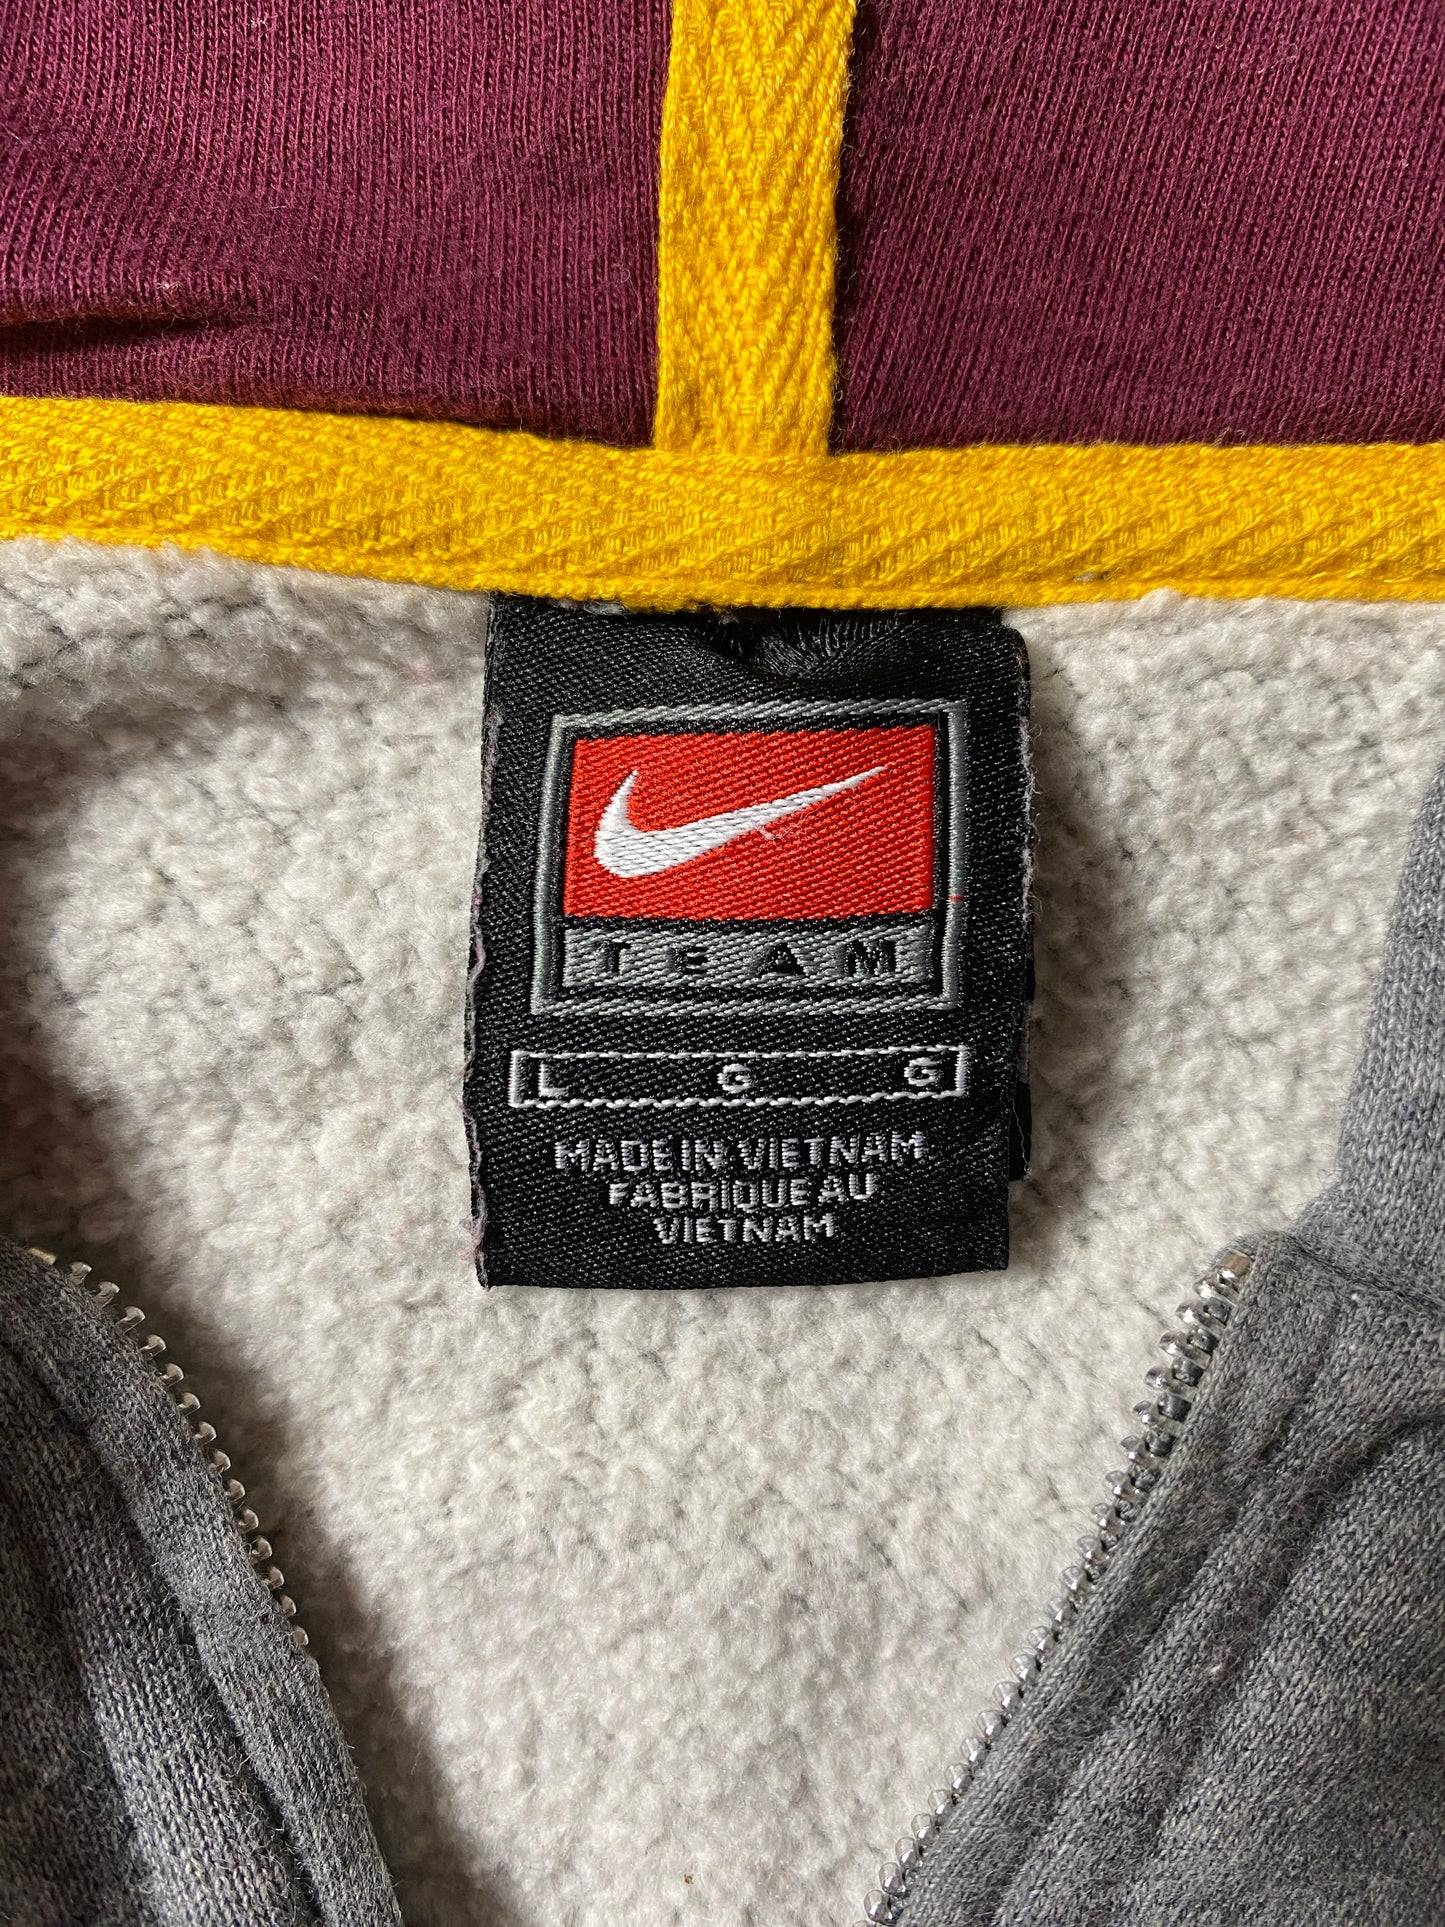 TEAM
L G G
MADE IN VIETNAM
FABRIQUE AU
VIETNAM